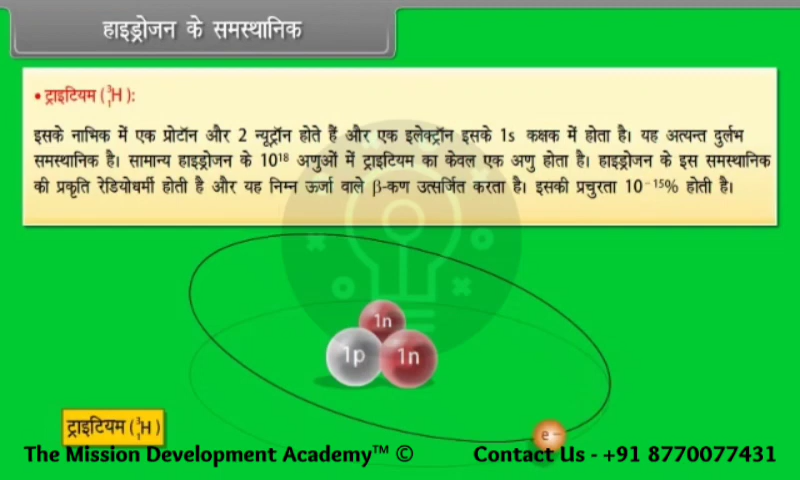 हाइड्रोजन के समस्थानिक
• ट्राइटियम (³₁H):
इसके नाभिक में एक प्रोटॉन और 2 न्यूट्रॉन होते हैं और एक इलेक्ट्रॉन इसके 1s कक्षक में होता है। यह अत्यन्त दुर्लभ
समस्थानिक है। सामान्य हाइड्रोजन के 10¹⁸ अणुओं में ट्राइटियम का केवल एक अणु होता है। हाइड्रोजन के इस समस्थानिक
की प्रकृति रेडियोधर्मी होती है और यह निम्न ऊर्जा वाले β-कण उत्सर्जित करता है। इसकी प्रचुरता 10⁻¹⁵% होती है।
1n
1p 1n
ट्राइटियम (³₁H)
e−
The Mission Development Academy™ © Contact Us - +91 8770077431